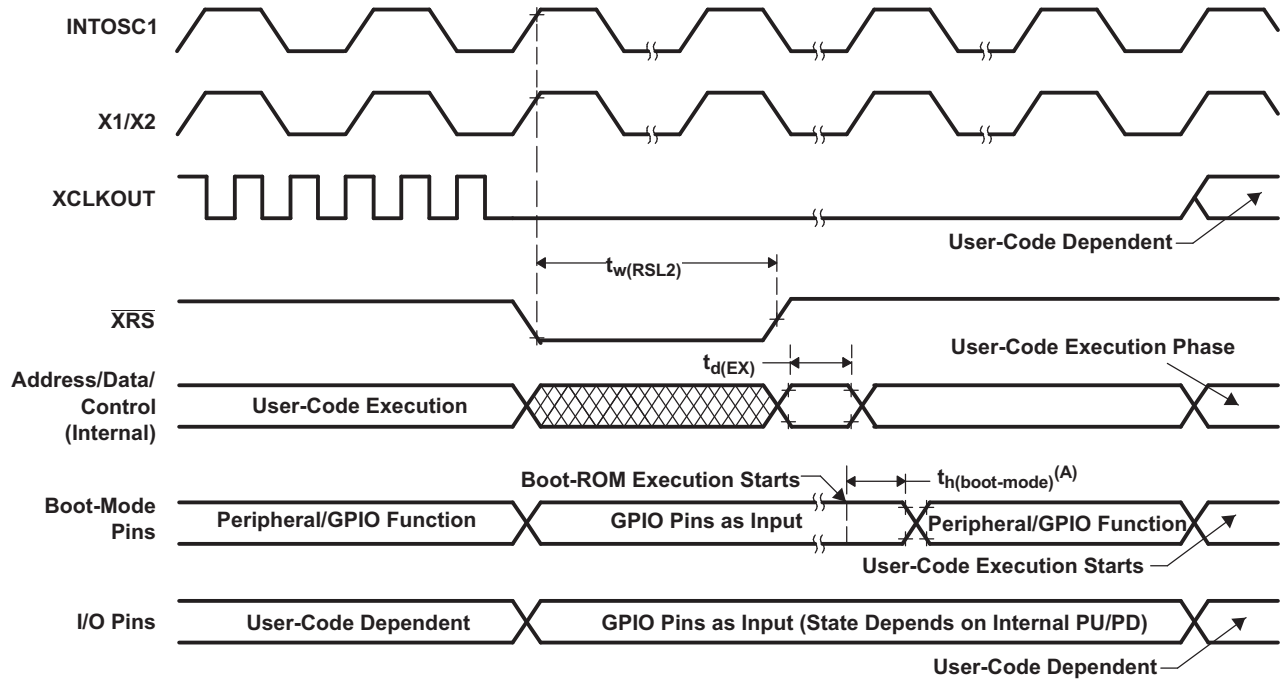 INTOSC1
X1/X2
XCLKOUT
User-Code Dependent
tw(RSL2)
XRS
User-Code Execution Phase
td(EX)
Address/Data/
Control
(Internal)
User-Code Execution
Boot-ROM Execution Starts
th(boot-mode)(A)
Boot-Mode
Pins
Peripheral/GPIO Function
GPIO Pins as Input
Peripheral/GPIO Function
User-Code Execution Starts
I/O Pins
User-Code Dependent
GPIO Pins as Input (State Depends on Internal PU/PD)
User-Code Dependent